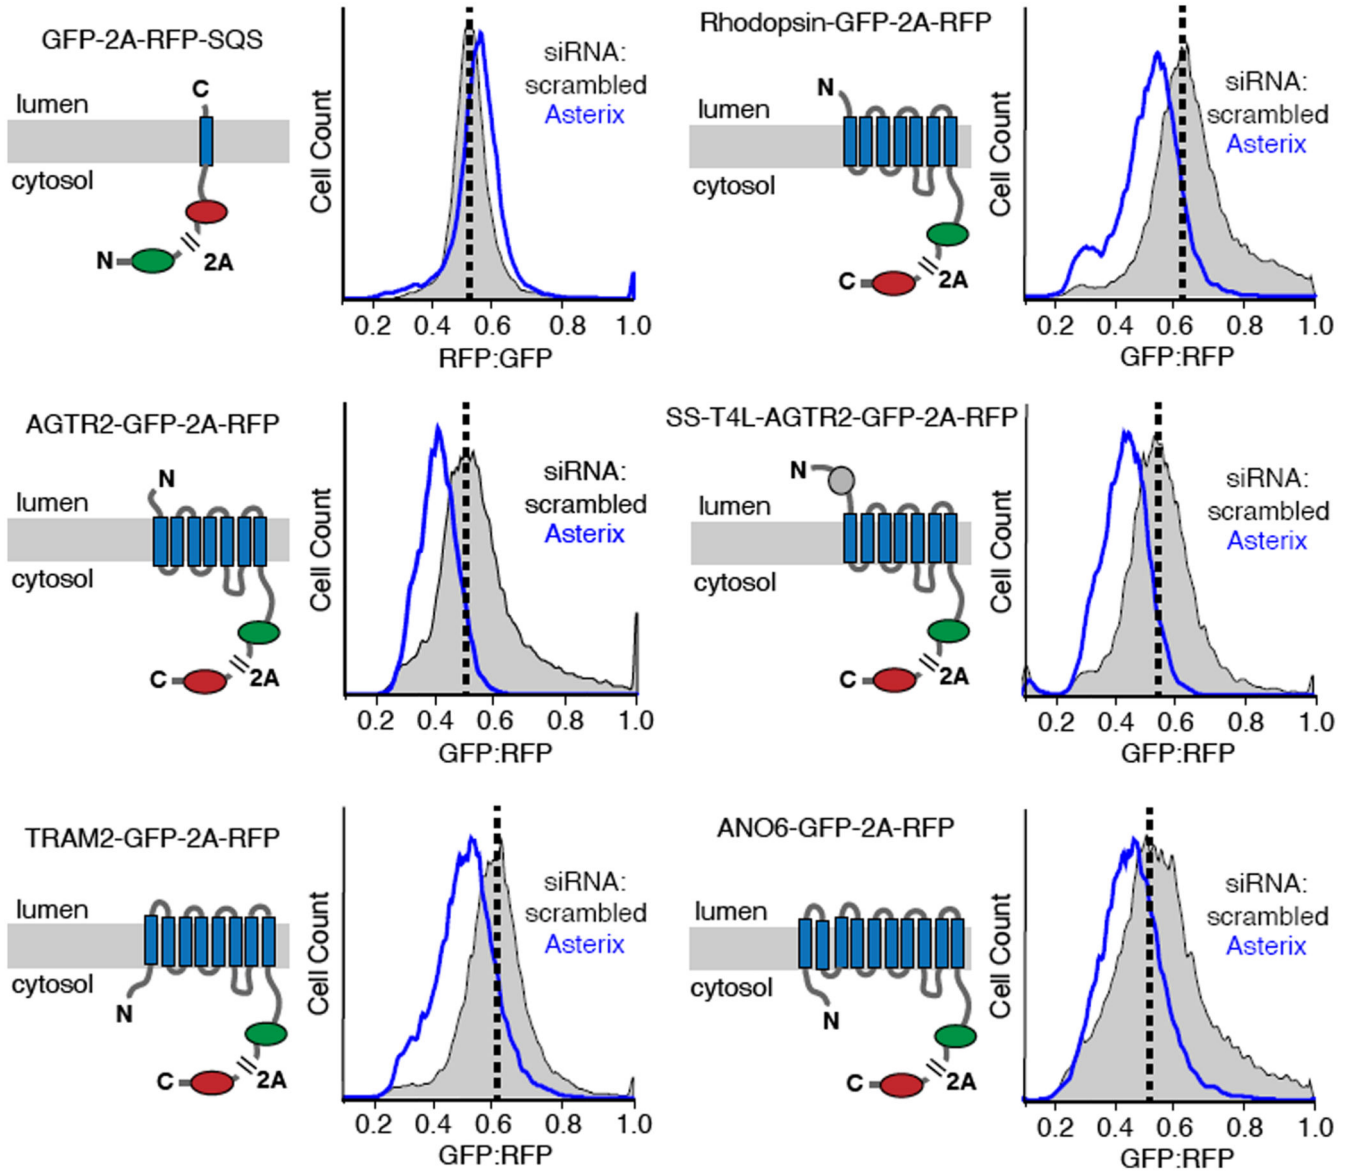 GFP-2A-RFP-SQS
C
lumen
cytosol
N
2A
Cell Count
siRNA:
scrambled
Asterix
0.2 0.4 0.6 0.8 1.0
RFP:GFP
Rhodopsin-GFP-2A-RFP
N
lumen
cytosol
C
2A
Cell Count
siRNA:
scrambled
Asterix
0.2 0.4 0.6 0.8 1.0
GFP:RFP
AGTR2-GFP-2A-RFP
N
lumen
cytosol
C
2A
Cell Count
siRNA:
scrambled
Asterix
0.2 0.4 0.6 0.8 1.0
GFP:RFP
SS-T4L-AGTR2-GFP-2A-RFP
N
lumen
cytosol
C
2A
Cell Count
siRNA:
scrambled
Asterix
0.2 0.4 0.6 0.8 1.0
GFP:RFP
TRAM2-GFP-2A-RFP
lumen
cytosol
N
C
2A
Cell Count
siRNA:
scrambled
Asterix
0.2 0.4 0.6 0.8 1.0
GFP:RFP
ANO6-GFP-2A-RFP
lumen
cytosol
N
C
2A
Cell Count
siRNA:
scrambled
Asterix
0.2 0.4 0.6 0.8 1.0
GFP:RFP